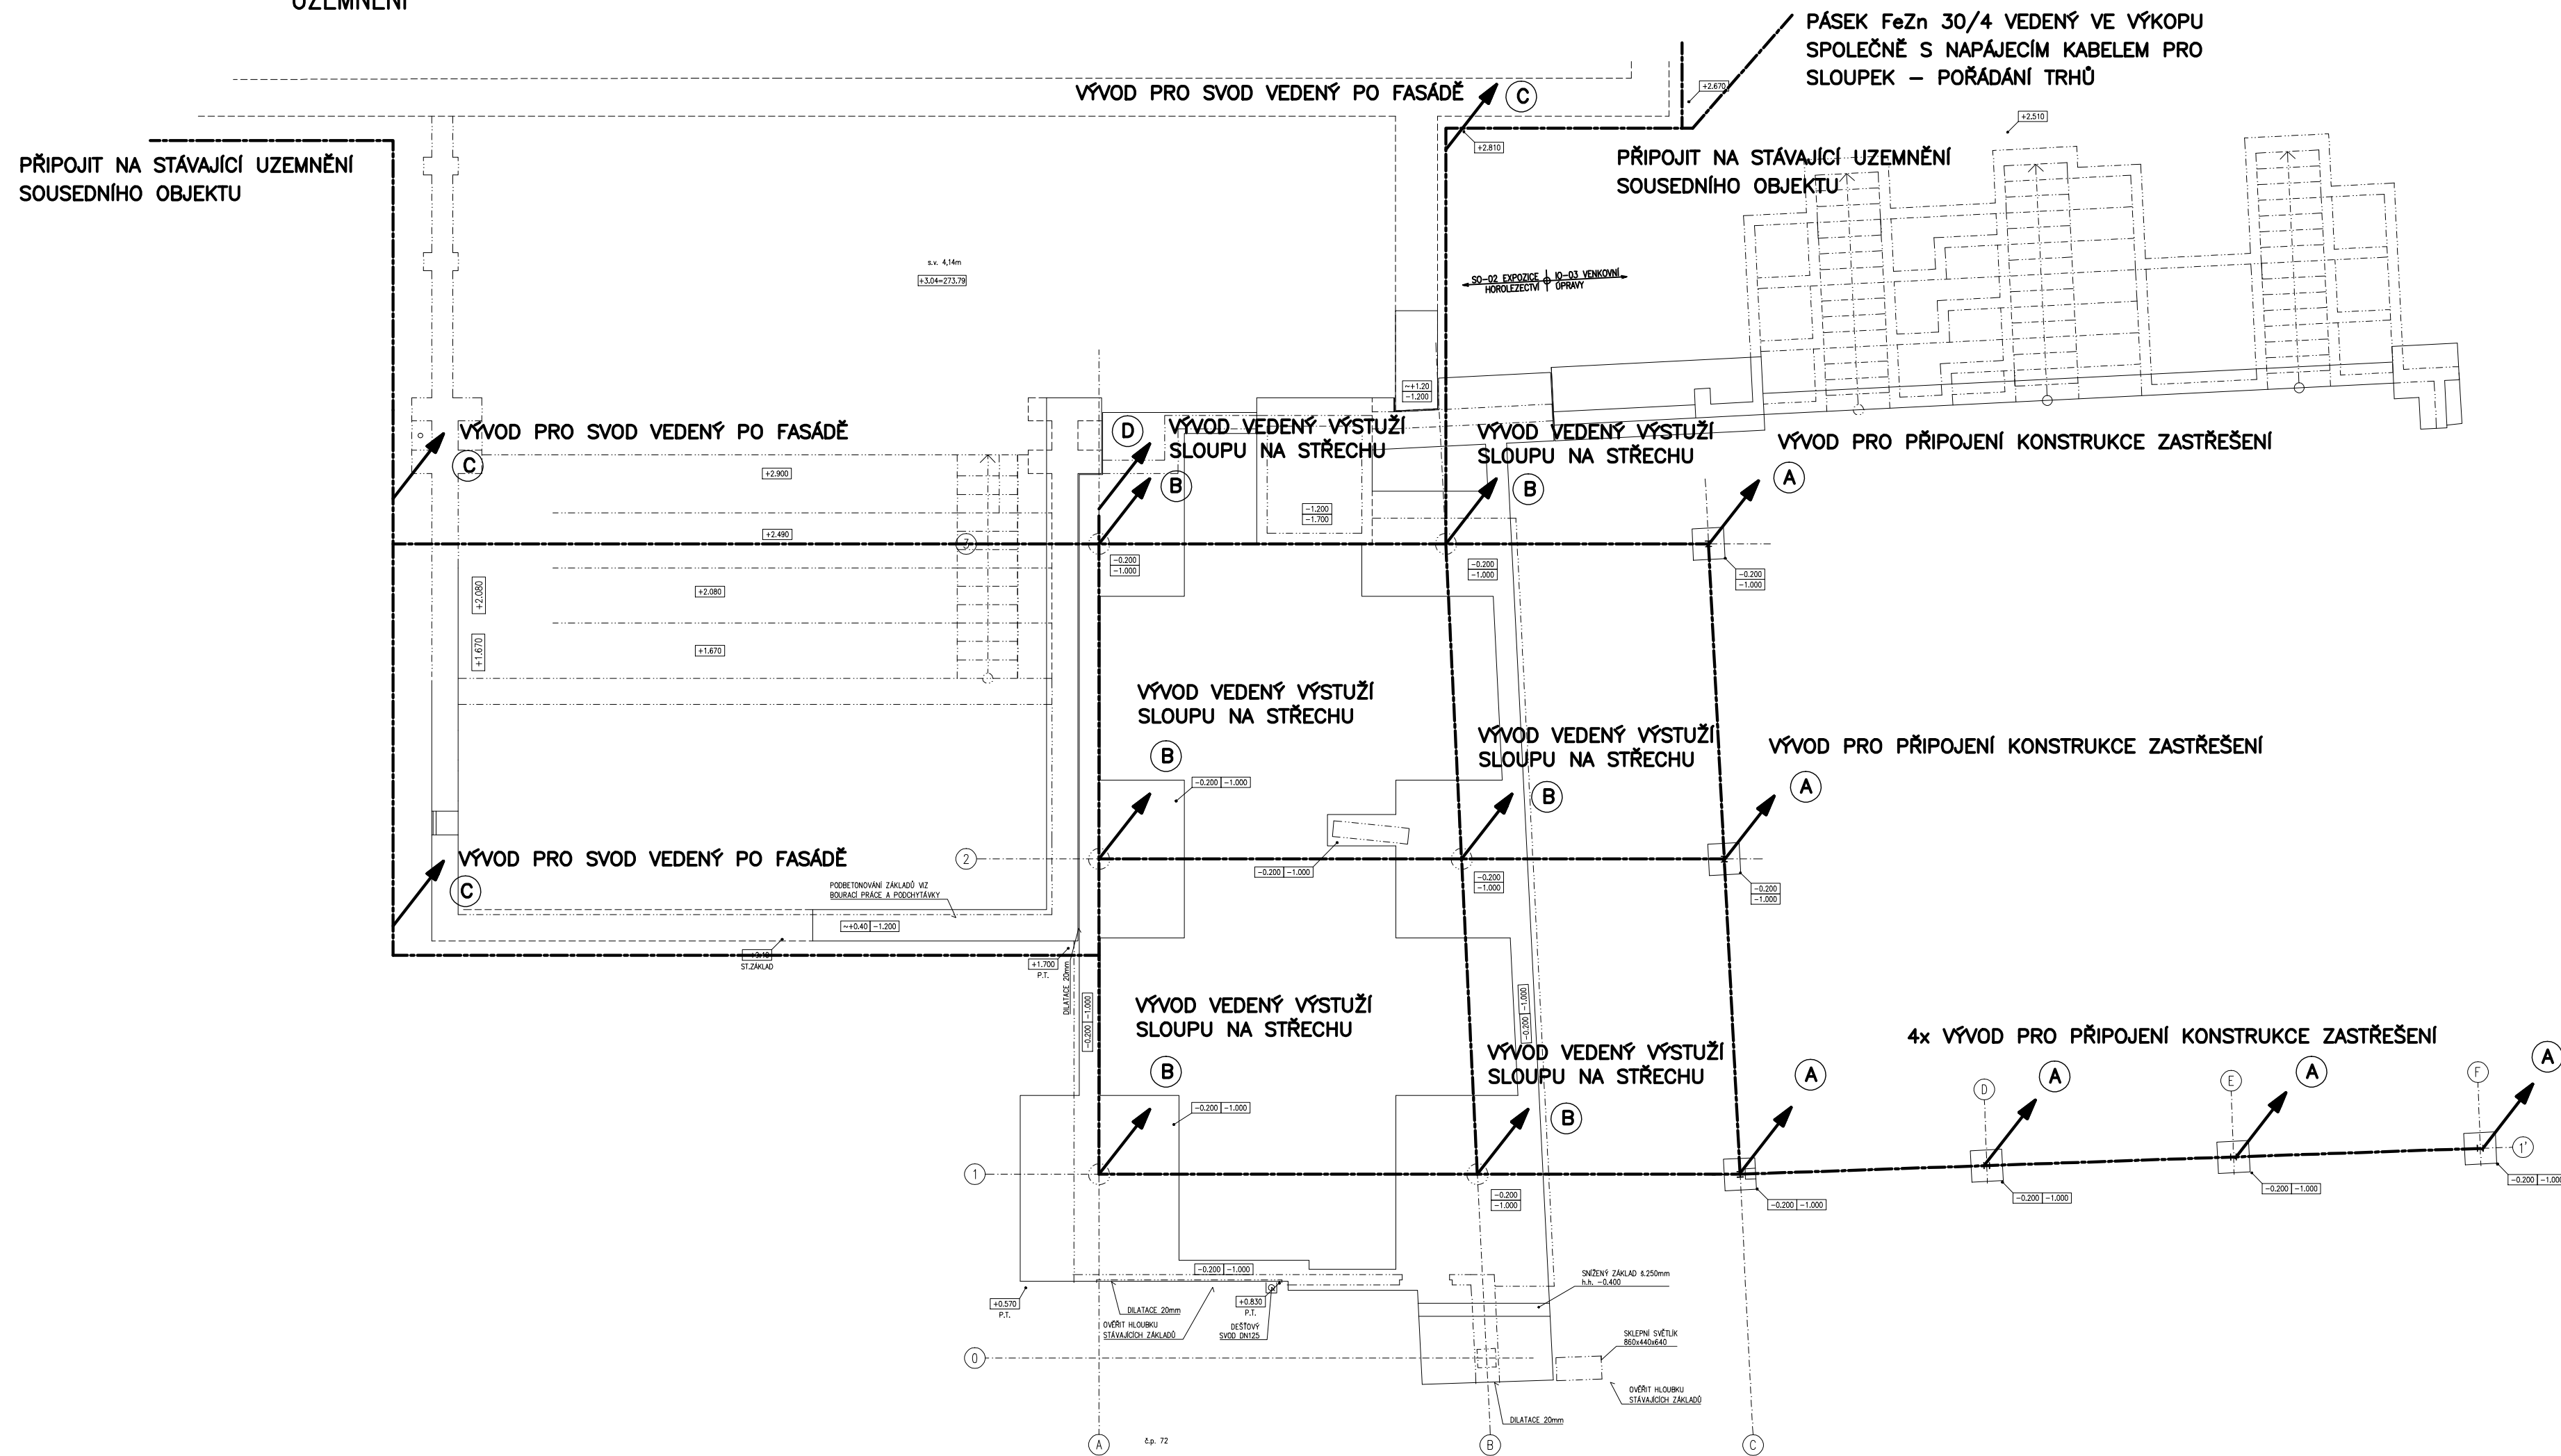 UZEMNĚNÍ
PÁSEK FeZn 30/4 VEDENÝ VE VÝKOPU
SPOLEČNĚ S NAPÁJECÍM KABELEM PRO
SLOUPEK – POŘÁDÁNÍ TRHŮ
VÝVOD PRO SVOD VEDENÝ PO FASÁDĚ
C
+2.670
+2.510
+2.810
PŘIPOJIT NA STÁVAJÍCÍ UZEMNĚNÍ
SOUSEDNÍHO OBJEKTU
PŘIPOJIT NA STÁVAJÍCÍ UZEMNĚNÍ
SOUSEDNÍHO OBJEKTU
s.v. 4,14m
+3.04=273.79
SO-02 EXPOZICE
HOROLEZECTVÍ
IO-03 VENKOVNÍ
ÚPRAVY
~+1.20
-1.200
VÝVOD PRO SVOD VEDENÝ PO FASÁDĚ
C
D
VÝVOD VEDENÝ VÝSTUŽÍ
SLOUPU NA STŘECHU
B
VÝVOD VEDENÝ VÝSTUŽÍ
SLOUPU NA STŘECHU
B
VÝVOD PRO PŘIPOJENÍ KONSTRUKCE ZASTŘEŠENÍ
A
+2.900
-1.200
-1.700
+2.490
3
-0.200
-1.000
-0.200
-1.000
-0.200
-1.000
+2.080
+2.080
+1.670
+1.670
VÝVOD VEDENÝ VÝSTUŽÍ
SLOUPU NA STŘECHU
B
-0.200 -1.000
VÝVOD VEDENÝ VÝSTUŽÍ
SLOUPU NA STŘECHU
B
VÝVOD PRO PŘIPOJENÍ KONSTRUKCE ZASTŘEŠENÍ
A
VÝVOD PRO SVOD VEDENÝ PO FASÁDĚ
C
2
-0.200 -1.000
-0.200
-1.000
-0.200
-1.000
PODBETONOVÁNÍ ZÁKLADŮ VIZ
BOURACÍ PRÁCE A PODCHYTÁVKY
~+0.40 -1.200
ST.ZÁKLAD
+1.700
P.T.
DILATACE 20mm
-0.200 -1.000
-0.200 -1.000
VÝVOD VEDENÝ VÝSTUŽÍ
SLOUPU NA STŘECHU
B
-0.200 -1.000
VÝVOD VEDENÝ VÝSTUŽÍ
SLOUPU NA STŘECHU
B
4x VÝVOD PRO PŘIPOJENÍ KONSTRUKCE ZASTŘEŠENÍ
A
D
A
E
A
F
A
1
1'
-0.200
-1.000
-0.200 -1.000
-0.200 -1.000
-0.200 -1.000
-0.200 -1.000
-0.200 -1.000
+0.570
P.T.
DILATACE 20mm
OVĚŘIT HLOUBKU
STÁVAJÍCÍCH ZÁKLADŮ
+0.830
P.T.
DEŠŤOVÝ
SVOD DN125
SNÍŽENÝ ZÁKLAD š.250mm
h.h. -0.400
SKLEPNÍ SVĚTLÍK
860x440x640
0
OVĚŘIT HLOUBKU
STÁVAJÍCÍCH ZÁKLADŮ
DILATACE 20mm
A
č.p. 72
B
C